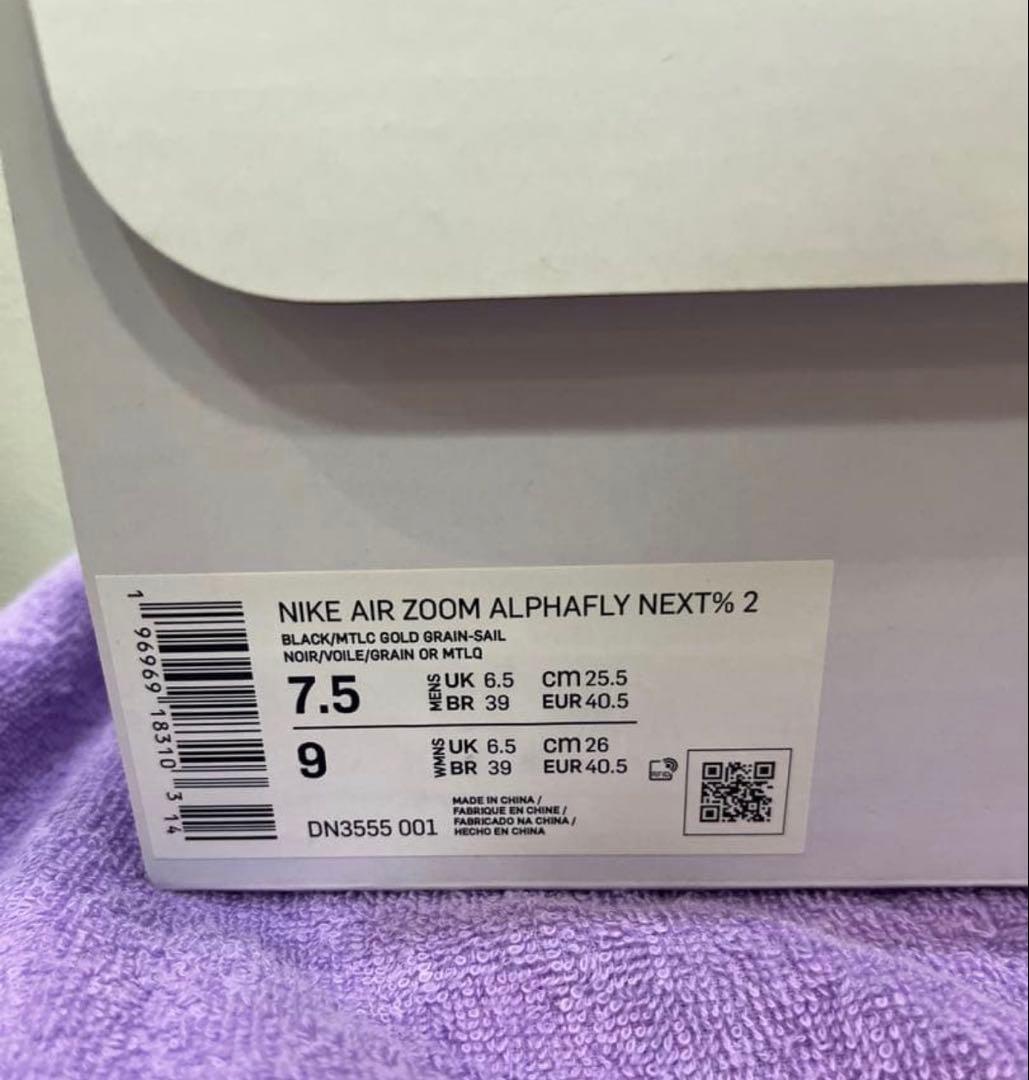 NIKE AIR ZOOM ALPHAFLY NEXT% 2
BLACK/MTLC GOLD GRAIN-SAIL
NOIR/VOILE/GRAIN OR MTLQ
7.5 MENS UK 6.5 cm 25.5
BR 39 EUR 40.5
9 WMNS UK 6.5 cm 26
BR 39 EUR 40.5
RFID
DN3555 001
MADE IN CHINA /
FABRIQUE EN CHINE /
FABRICADO NA CHINA /
HECHO EN CHINA
1 96969 18310 3 14